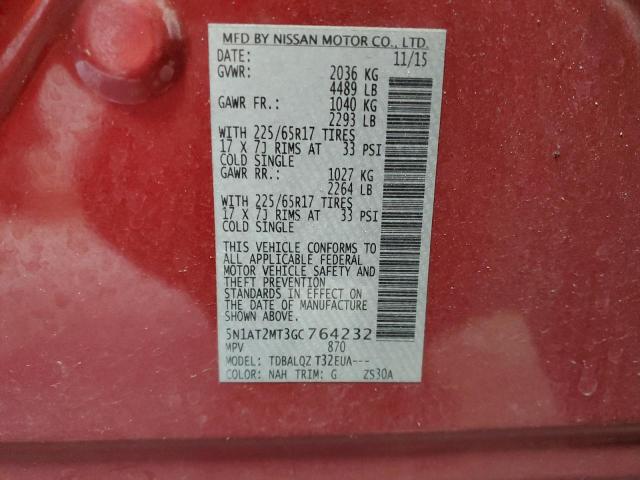 MFD BY NISSAN MOTOR CO., LTD.
DATE: 11/15
GVWR: 2036 KG
4489 LB
GAWR FR.: 1040 KG
2293 LB
WITH 225/65R17 TIRES
17 X 7J RIMS AT 33 PSI
COLD SINGLE
GAWR RR.: 1027 KG
2264 LB
WITH 225/65R17 TIRES
17 X 7J RIMS AT 33 PSI
COLD SINGLE
THIS VEHICLE CONFORMS TO
ALL APPLICABLE FEDERAL
MOTOR VEHICLE SAFETY AND
THEFT PREVENTION
STANDARDS IN EFFECT ON
THE DATE OF MANUFACTURE
SHOWN ABOVE.
5N1AT2MT3GC764232
MPV 870
MODEL: TDBALQZ T32EUA---
COLOR: NAH TRIM: G ZS30A